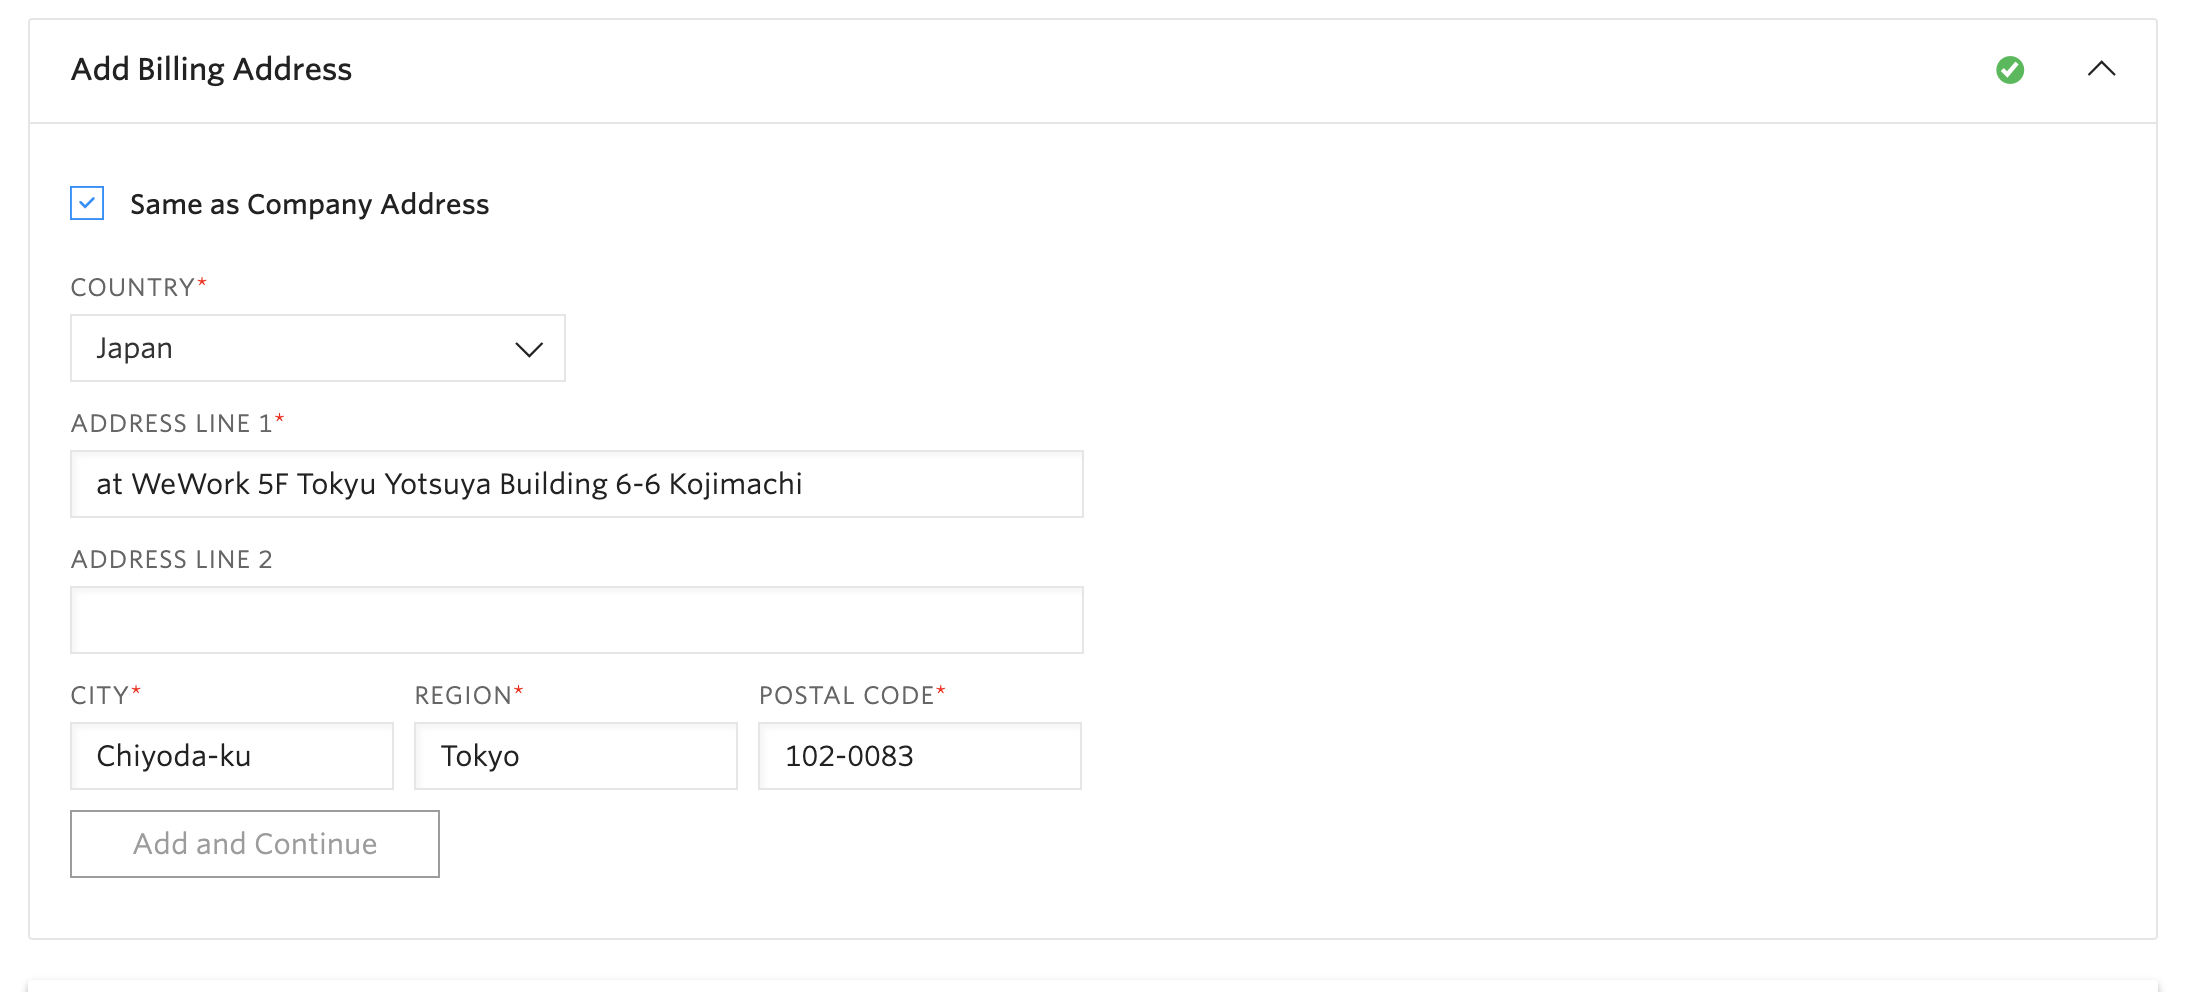 Add Billing Address
Same as Company Address
COUNTRY*
Japan
ADDRESS LINE 1*
at WeWork 5F Tokyu Yotsuya Building 6-6 Kojimachi
ADDRESS LINE 2
CITY* REGION* POSTAL CODE*
Chiyoda-ku Tokyo 102-0083
Add and Continue